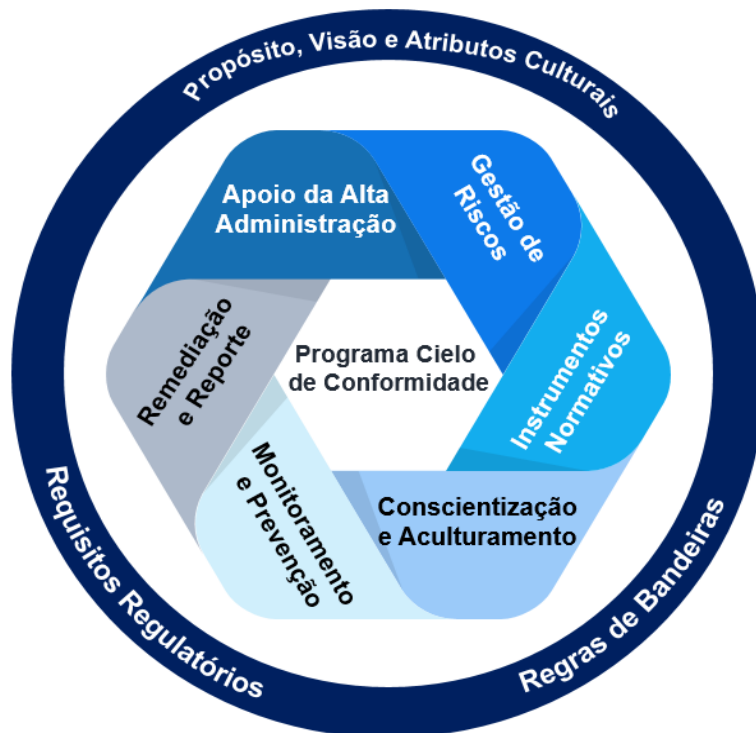 Propósito, Visão e Atributos Culturais
Apoio da Alta
Administração
Gestão de
Riscos
Instrumentos
Normativos
Conscientização
e Aculturamento
Monitoramento
e Prevenção
Remediação
e Reporte
Programa Cielo
de Conformidade
Requisitos Regulatórios
Regras de Bandeiras